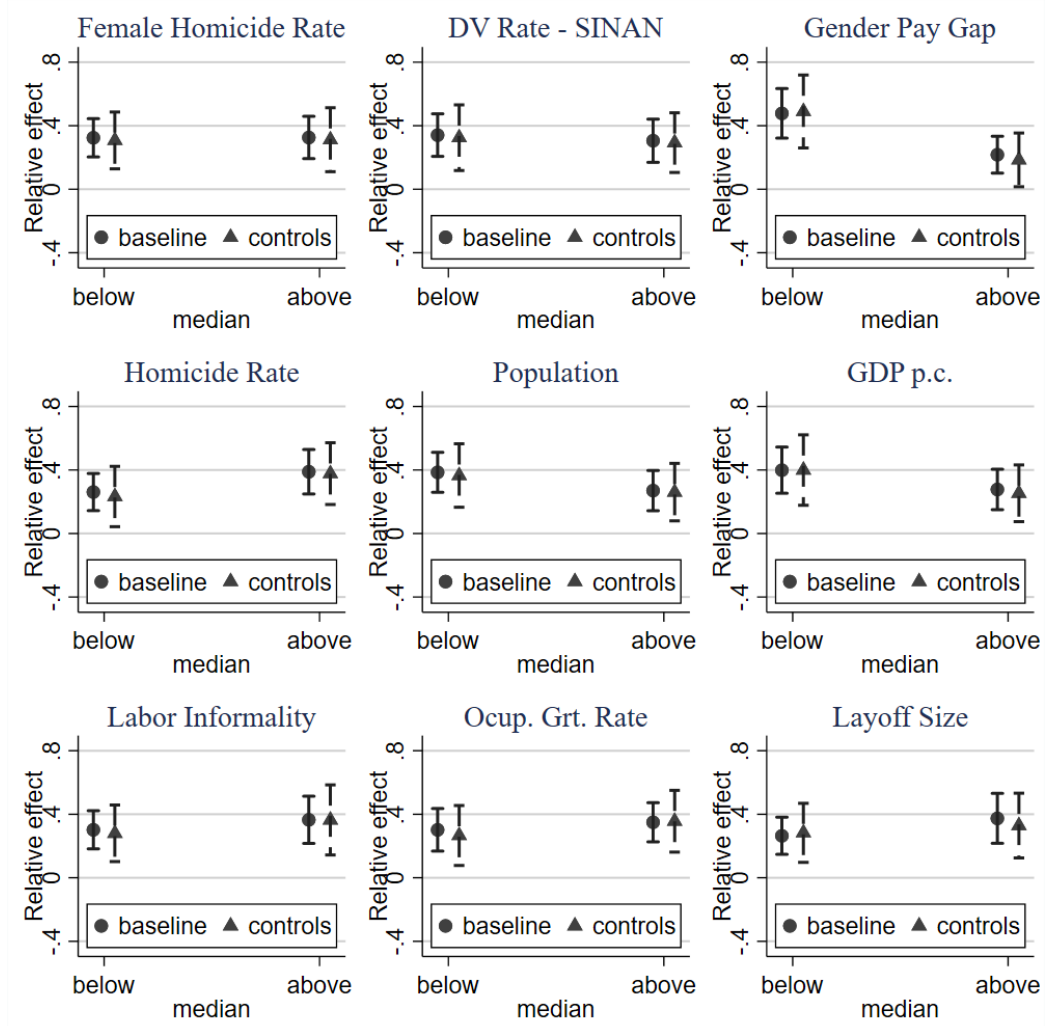 Female Homicide Rate
Relative effect
.8
.4
0
-.4
baseline controls
below above
median
DV Rate - SINAN
Relative effect
.8
.4
0
-.4
baseline controls
below above
median
Gender Pay Gap
Relative effect
.8
.4
0
-.4
baseline controls
below above
median
Homicide Rate
Relative effect
.8
.4
0
-.4
baseline controls
below above
median
Population
Relative effect
.8
.4
0
-.4
baseline controls
below above
median
GDP p.c.
Relative effect
.8
.4
0
-.4
baseline controls
below above
median
Labor Informality
Relative effect
.8
.4
0
-.4
baseline controls
below above
median
Ocup. Grt. Rate
Relative effect
.8
.4
0
-.4
baseline controls
below above
median
Layoff Size
Relative effect
.8
.4
0
-.4
baseline controls
below above
median